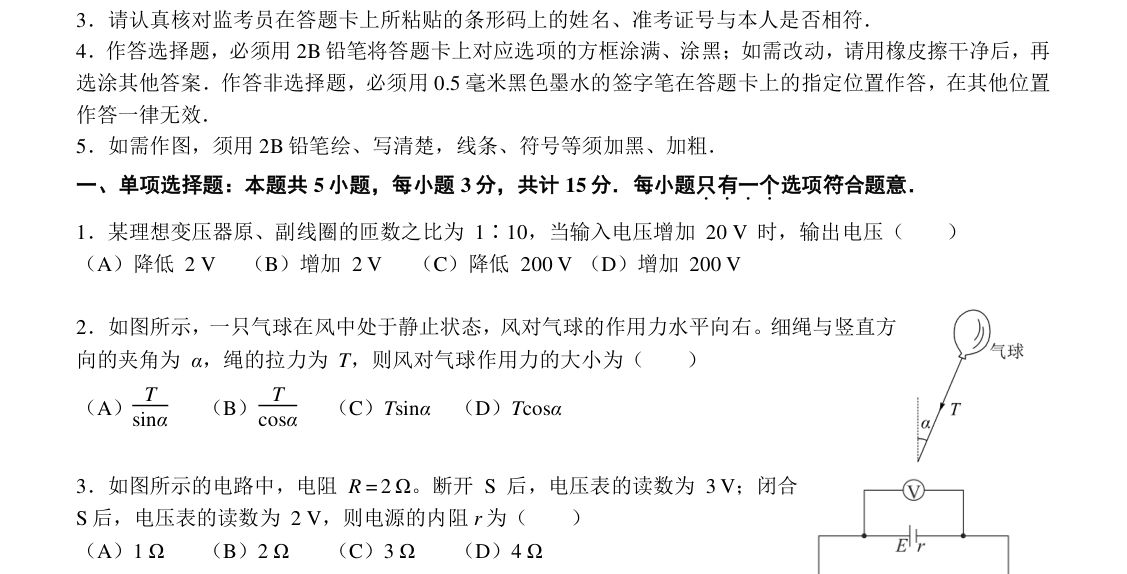 3．请认真核对监考员在答题卡上所粘贴的条形码上的姓名、准考证号与本人是否相符．
4．作答选择题，必须用 2B 铅笔将答题卡上对应选项的方框涂满、涂黑；如需改动，请用橡皮擦干净后，再
选涂其他答案．作答非选择题，必须用 0.5 毫米黑色墨水的签字笔在答题卡上的指定位置作答，在其他位置
作答一律无效．
5．如需作图，须用 2B 铅笔绘、写清楚，线条、符号等须加黑、加粗．
一、单项选择题：本题共 5 小题，每小题 3 分，共计 15 分．每小题只有一个选项符合题意．
1．某理想变压器原、副线圈的匝数之比为 1∶10，当输入电压增加 20 V 时，输出电压（　　）
（A）降低 2 V （B）增加 2 V （C）降低 200 V （D）增加 200 V
2．如图所示，一只气球在风中处于静止状态，风对气球的作用力水平向右。细绳与竖直方
向的夹角为 α，绳的拉力为 T，则风对气球作用力的大小为（　　）
（A）T/sinα （B）T/cosα （C）Tsinα （D）Tcosα
气球
T
α
3．如图所示的电路中，电阻 R = 2 Ω。断开 S 后，电压表的读数为 3 V；闭合
S 后，电压表的读数为 2 V，则电源的内阻 r 为（　　）
（A）1 Ω （B）2 Ω （C）3 Ω （D）4 Ω
V
E r